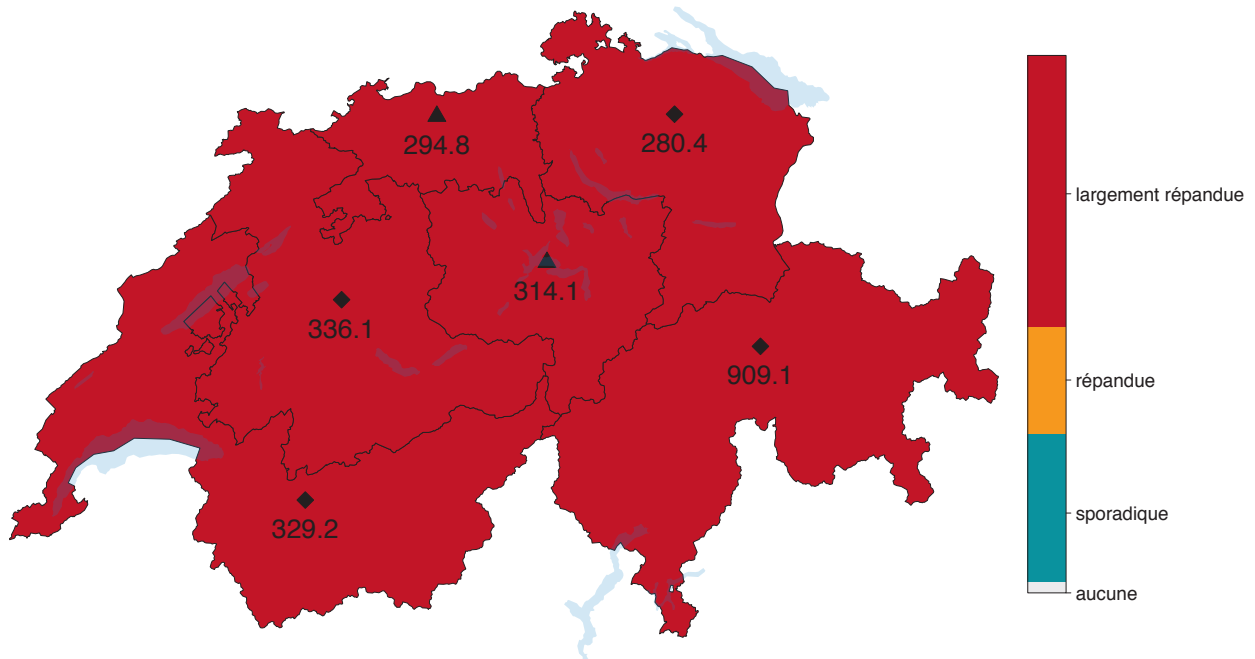 294.8
280.4
314.1
336.1
909.1
329.2
largement répandue
répandue
sporadique
aucune